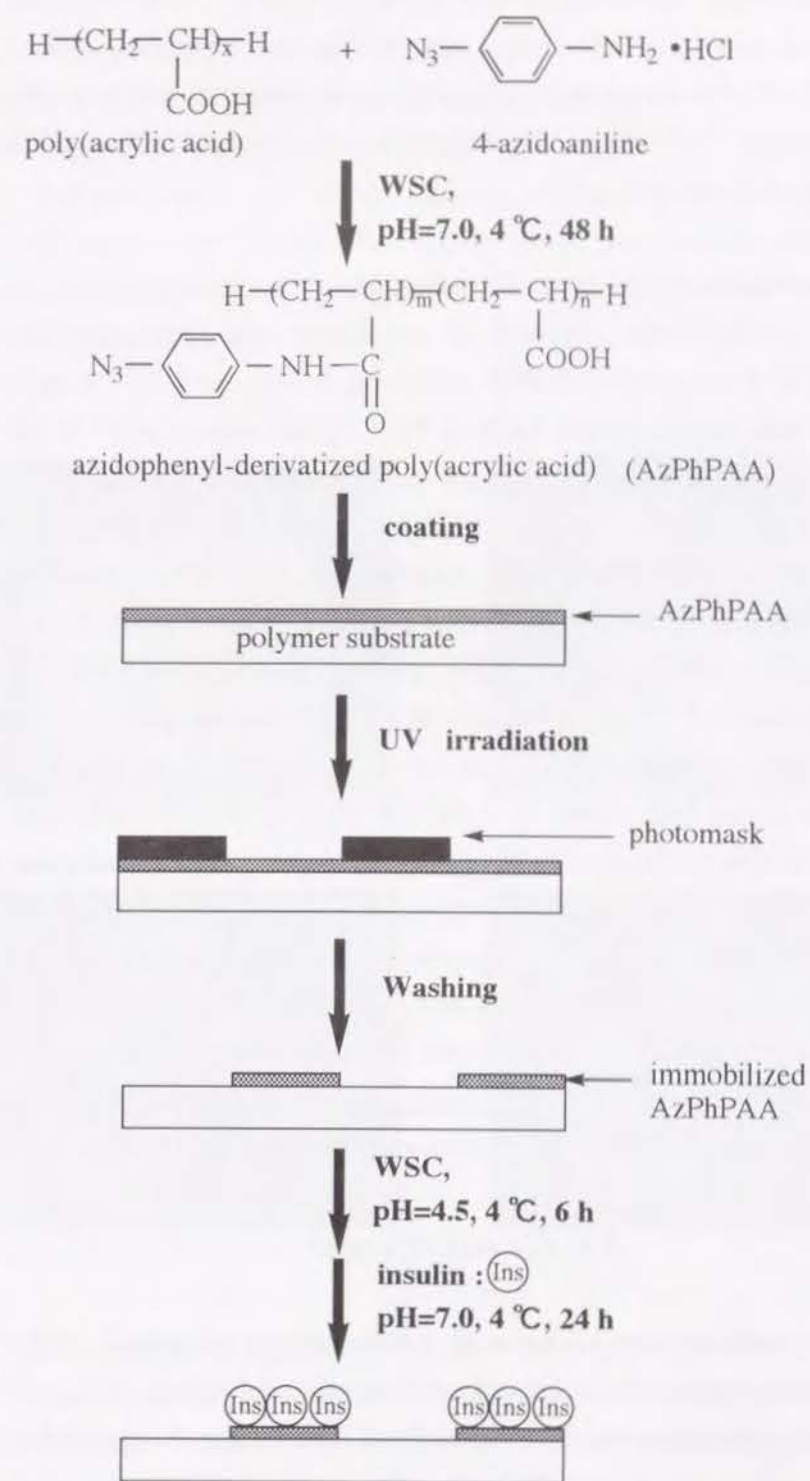 H-(CH2-CH)x-H + N3- -NH2 •HCl
COOH
poly(acrylic acid) 4-azidoaniline
WSC,
pH=7.0, 4 ℃, 48 h
H-(CH2-CH)m(CH2-CH)n-H
N3- -NH-C COOH
O
azidophenyl-derivatized poly(acrylic acid) (AzPhPAA)
coating
AzPhPAA
polymer substrate
UV irradiation
photomask
Washing
immobilized
AzPhPAA
WSC,
pH=4.5, 4 ℃, 6 h
insulin : Ins
pH=7.0, 4 ℃, 24 h
Ins Ins Ins Ins Ins Ins